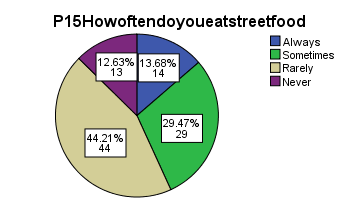 P15Howoftendoyoueatstreetfood
Always
Sometimes
Rarely
Never
12.63%
13
13.68%
14
29.47%
29
44.21%
44